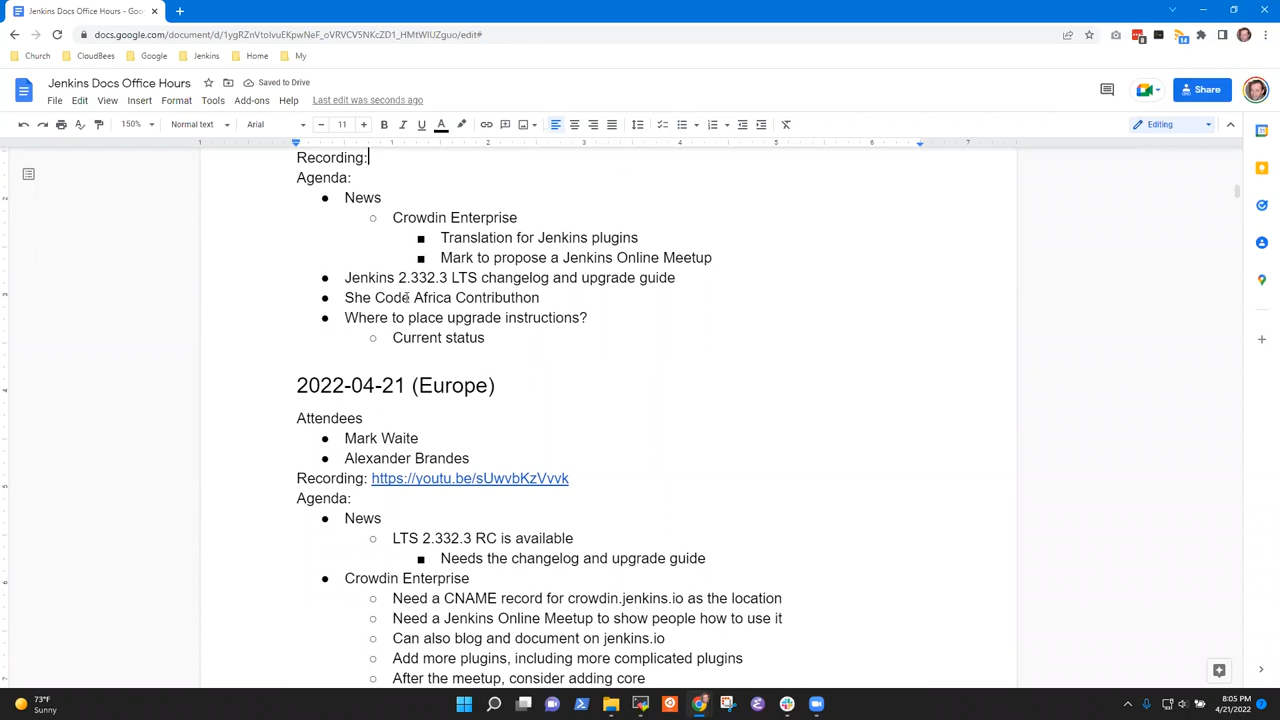 Jenkins Docs Office Hours - Goo
docs.google.com/document/d/1ygRZnVtoIvuEKpwNeF_oVRVCV5NKcZD1_HMtWIUZguo/edit#
Church CloudBees Google Jenkins Home My
Jenkins Docs Office Hours Saved to Drive
File Edit View Insert Format Tools Add-ons Help Last edit was seconds ago
Share
150% Normal text Arial 11 Editing
Recording:
Agenda:
News
Crowdin Enterprise
Translation for Jenkins plugins
Mark to propose a Jenkins Online Meetup
Jenkins 2.332.3 LTS changelog and upgrade guide
She Code Africa Contributhon
Where to place upgrade instructions?
Current status
2022-04-21 (Europe)
Attendees
Mark Waite
Alexander Brandes
Recording: https://youtu.be/sUwvbKzVvvk
Agenda:
News
LTS 2.332.3 RC is available
Needs the changelog and upgrade guide
Crowdin Enterprise
Need a CNAME record for crowdin.jenkins.io as the location
Need a Jenkins Online Meetup to show people how to use it
Can also blog and document on jenkins.io
Add more plugins, including more complicated plugins
After the meetup, consider adding core
73°F
Sunny
8:05 PM
4/21/2022